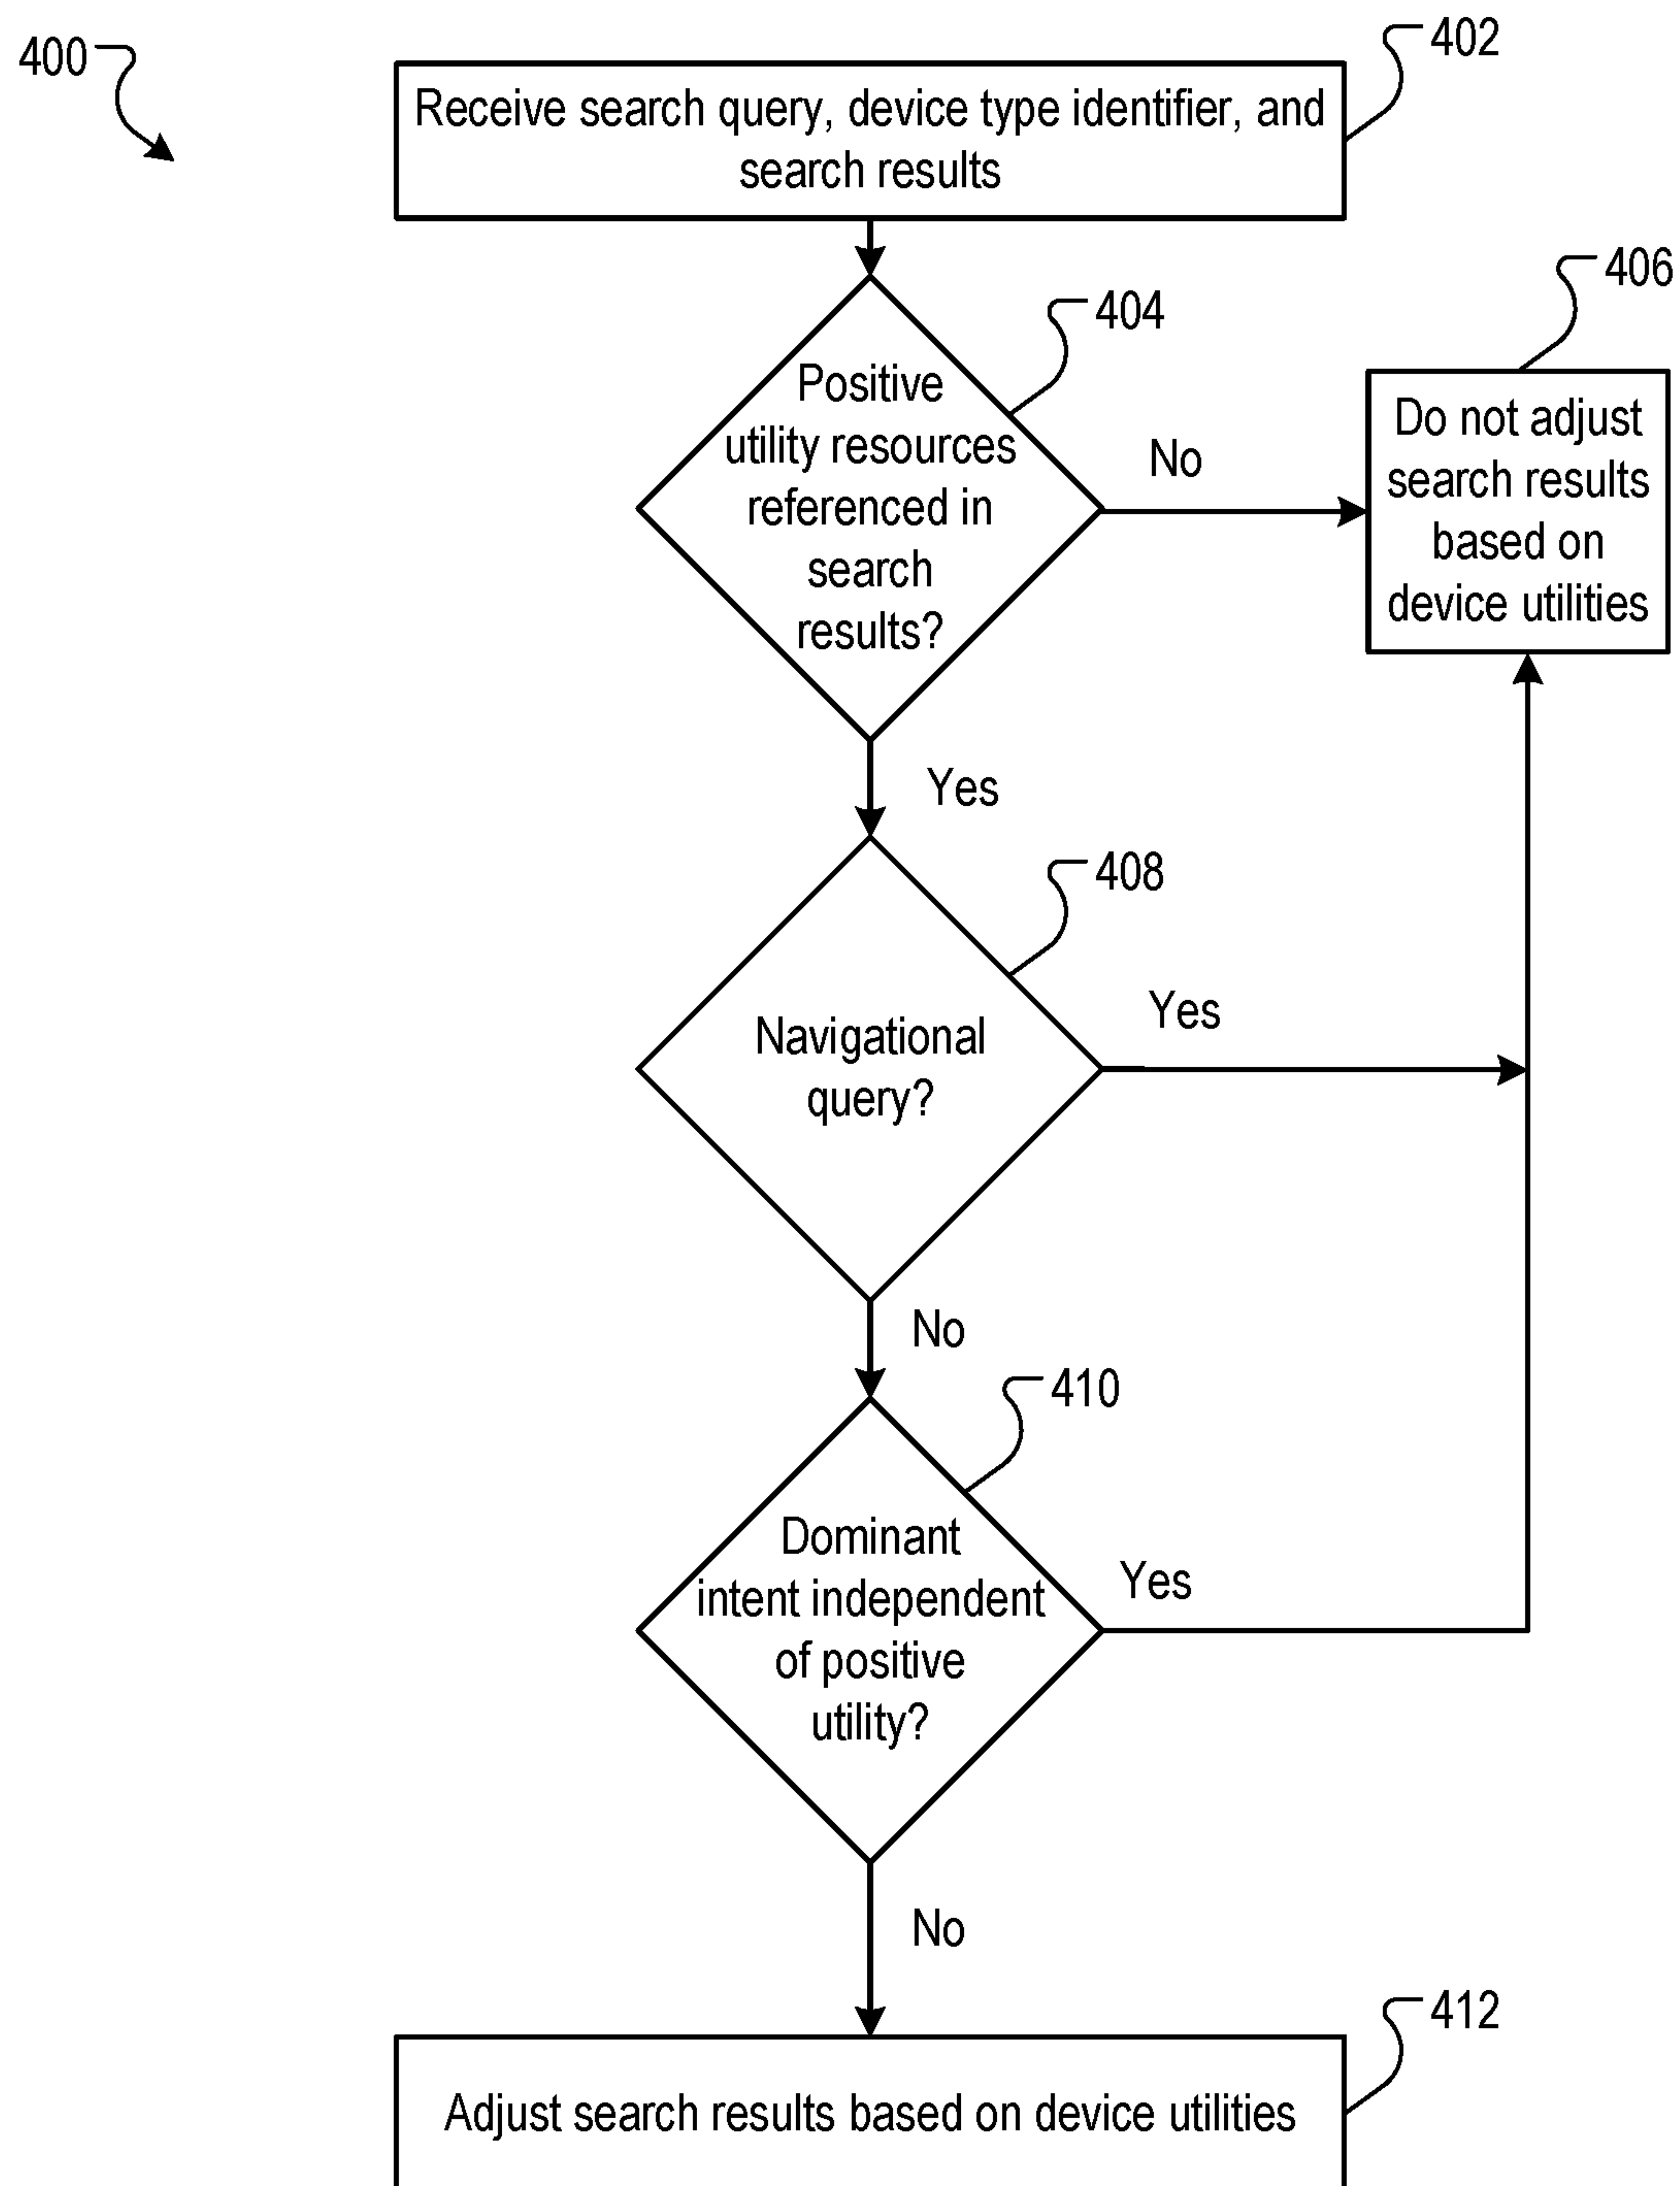 400
402
Receive search query, device type identifier, and
search results
404
406
Positive
utility resources
referenced in
search
results?
No
Do not adjust
search results
based on
device utilities
Yes
408
Navigational
query?
Yes
No
410
Dominant
intent independent
of positive
utility?
Yes
No
412
Adjust search results based on device utilities